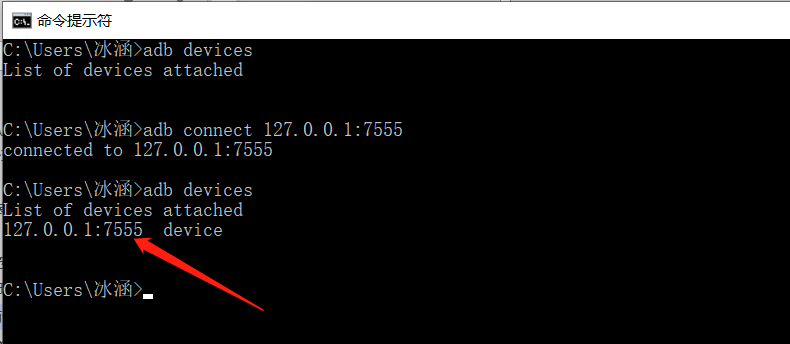 命令提示符
C:\Users\冰涵>adb devices
List of devices attached
C:\Users\冰涵>adb connect 127.0.0.1:7555
connected to 127.0.0.1:7555
C:\Users\冰涵>adb devices
List of devices attached
127.0.0.1:7555  device
C:\Users\冰涵>